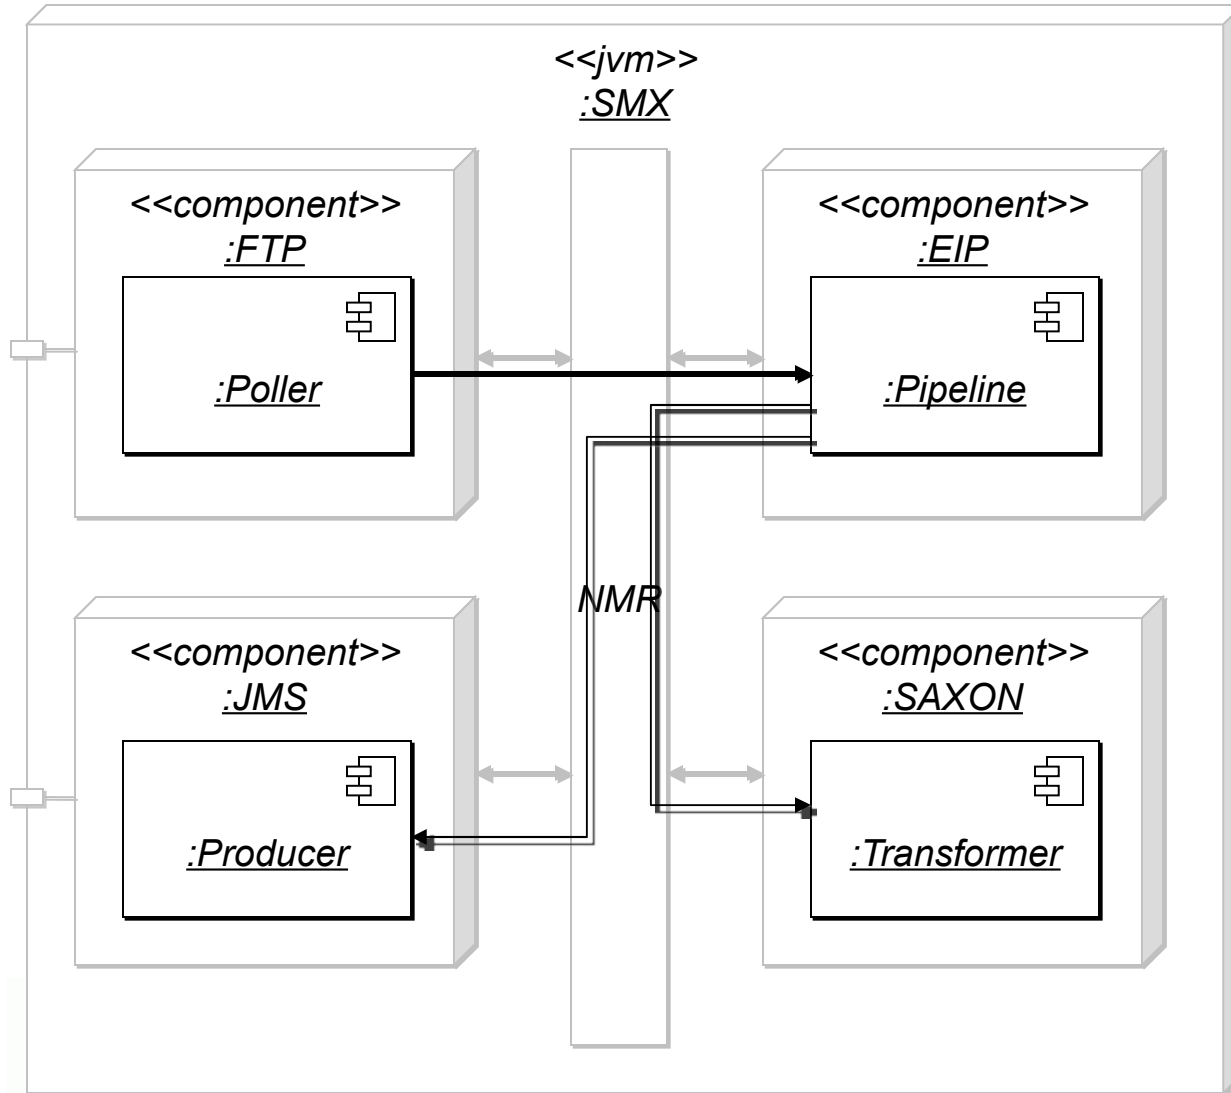 <<jvm>>
:SMX
<<component>>
:FTP
:Poller
<<component>>
:EIP
:Pipeline
NMR
<<component>>
:JMS
:Producer
<<component>>
:SAXON
:Transformer